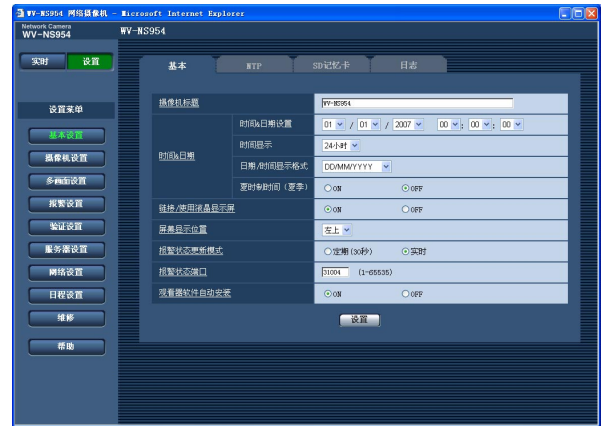 WV-NS954 网络摄像机 - Microsoft Internet Explorer
Network Camera
WV-NS954
WV-NS954
实时 设置
基本 NTP SD记忆卡 日志
设置菜单
基本设置
摄像机设置
多画面设置
报警设置
验证设置
服务器设置
网络设置
日程设置
维修
帮助
摄像机标题 WV-NS954
时间&日期 时间&日期设置 01 / 01 / 2007 00 : 00 : 00
时间显示 24小时
日期/时间显示格式 DD/MM/YYYY
夏时制时间（夏季） ON OFF
链接/使用液晶显示屏 ON OFF
屏幕显示位置 左上
报警状态更新模式 定期(30秒) 实时
报警状态端口 31004 (1-65535)
观看器软件自动安装 ON OFF
设置